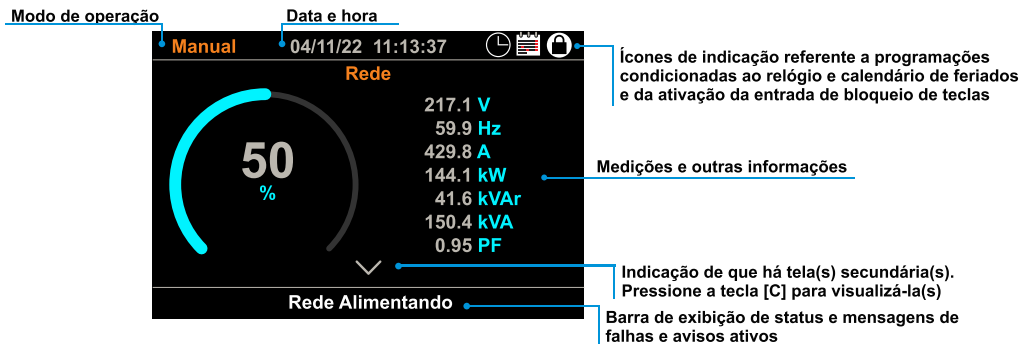 Modo de operação
Data e hora
Manual
04/11/22 11:13:37
Ícones de indicação referente a programações
condicionadas ao relógio e calendário de feriados
e da ativação da entrada de bloqueio de teclas
Rede
50
%
217.1 V
59.9 Hz
429.8 A
144.1 kW
41.6 kVAr
150.4 kVA
0.95 PF
Medições e outras informações
Indicação de que há tela(s) secundária(s).
Pressione a tecla [C] para visualizá-la(s)
Rede Alimentando
Barra de exibição de status e mensagens de
falhas e avisos ativos